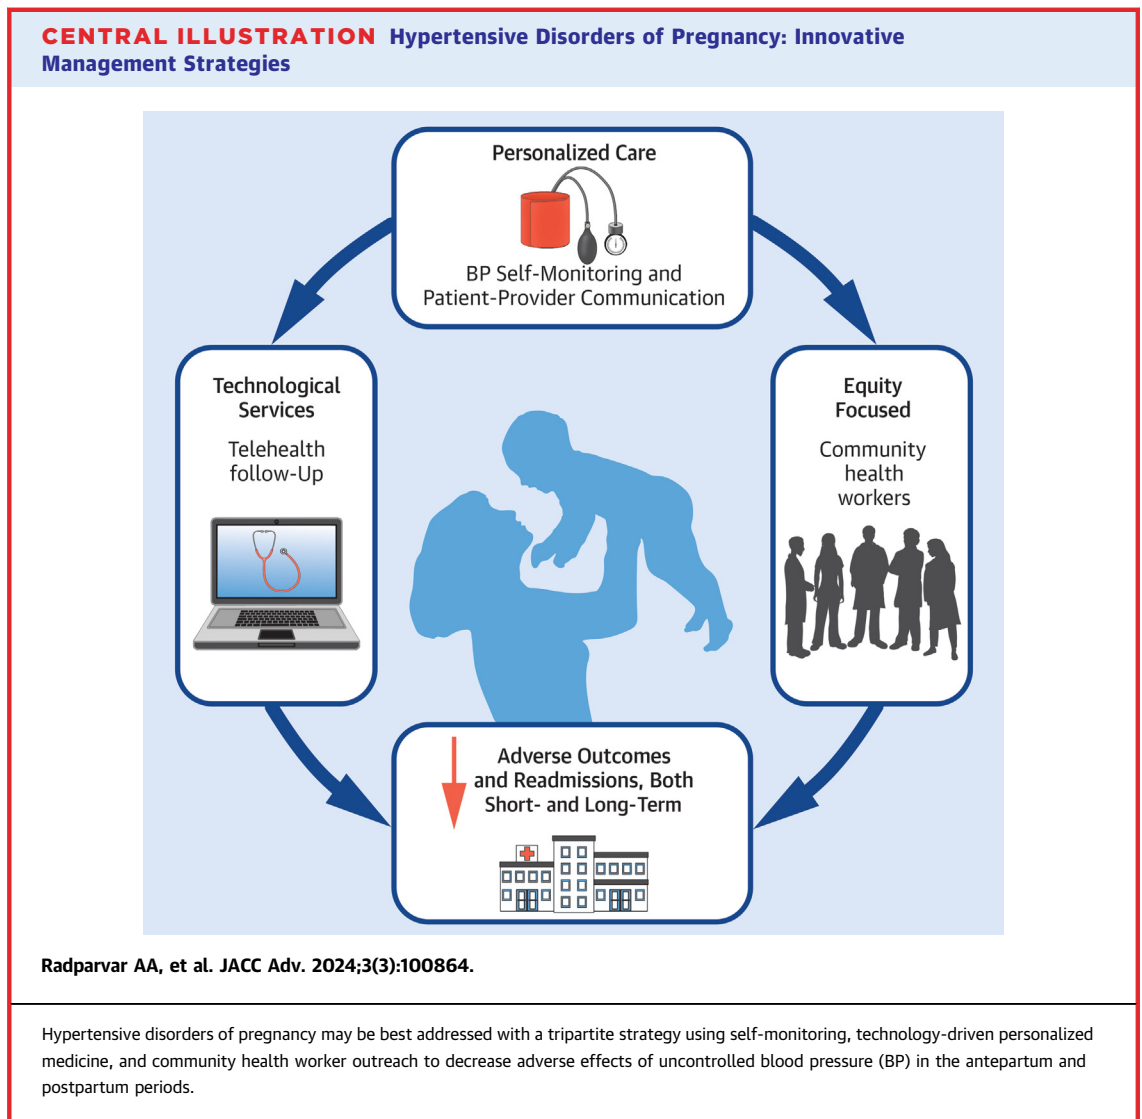 CENTRAL ILLUSTRATION Hypertensive Disorders of Pregnancy: Innovative
Management Strategies
Personalized Care
BP Self-Monitoring and
Patient-Provider Communication
Technological
Services
Telehealth
follow-Up
Equity
Focused
Community
health
workers
Adverse Outcomes
and Readmissions, Both
Short- and Long-Term
Radparvar AA, et al. JACC Adv. 2024;3(3):100864.
Hypertensive disorders of pregnancy may be best addressed with a tripartite strategy using self-monitoring, technology-driven personalized
medicine, and community health worker outreach to decrease adverse effects of uncontrolled blood pressure (BP) in the antepartum and
postpartum periods.